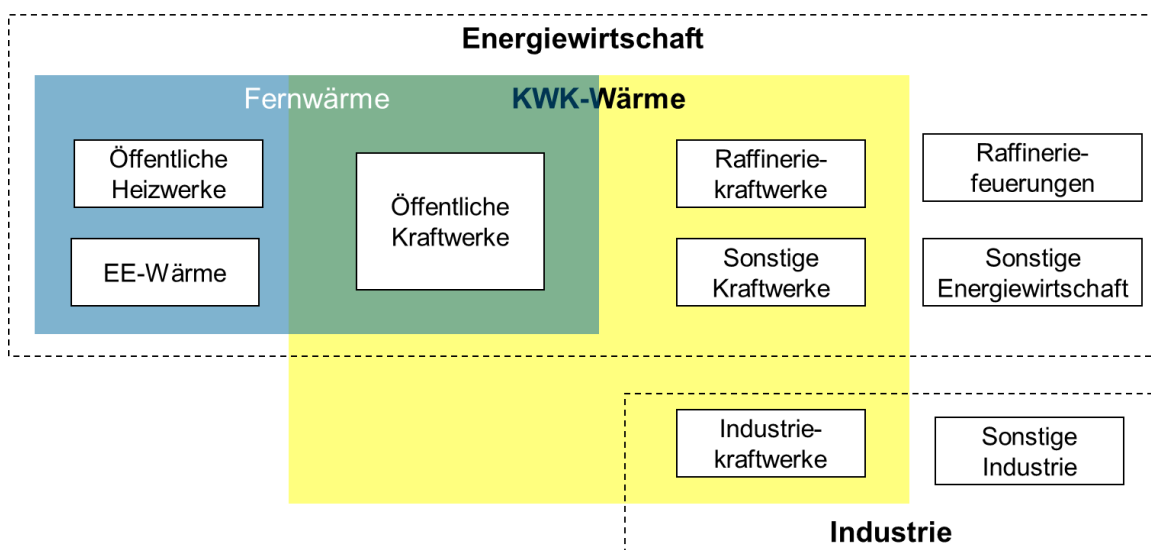 Energiewirtschaft
Fernwärme
KWK-Wärme
Öffentliche
Heizwerke
EE-Wärme
Öffentliche
Kraftwerke
Raffinerie-
kraftwerke
Sonstige
Kraftwerke
Raffinerie-
feuerungen
Sonstige
Energiewirtschaft
Industrie-
kraftwerke
Sonstige
Industrie
Industrie